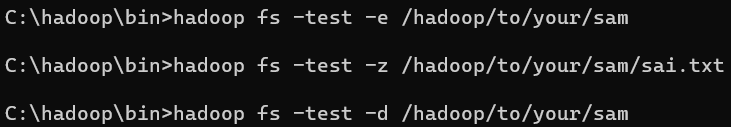 C:\hadoop\bin>hadoop fs -test -e /hadoop/to/your/sam
C:\hadoop\bin>hadoop fs -test -z /hadoop/to/your/sam/sai.txt
C:\hadoop\bin>hadoop fs -test -d /hadoop/to/your/sam